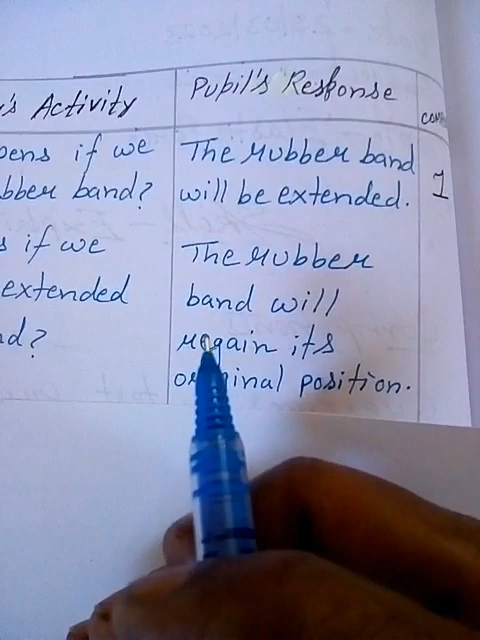 's Activity
Pupil's Response
pens if we
bber band?
The rubber band
will be extended.
1
s if we
extended
nd?
The rubber
band will
regain its
original position.